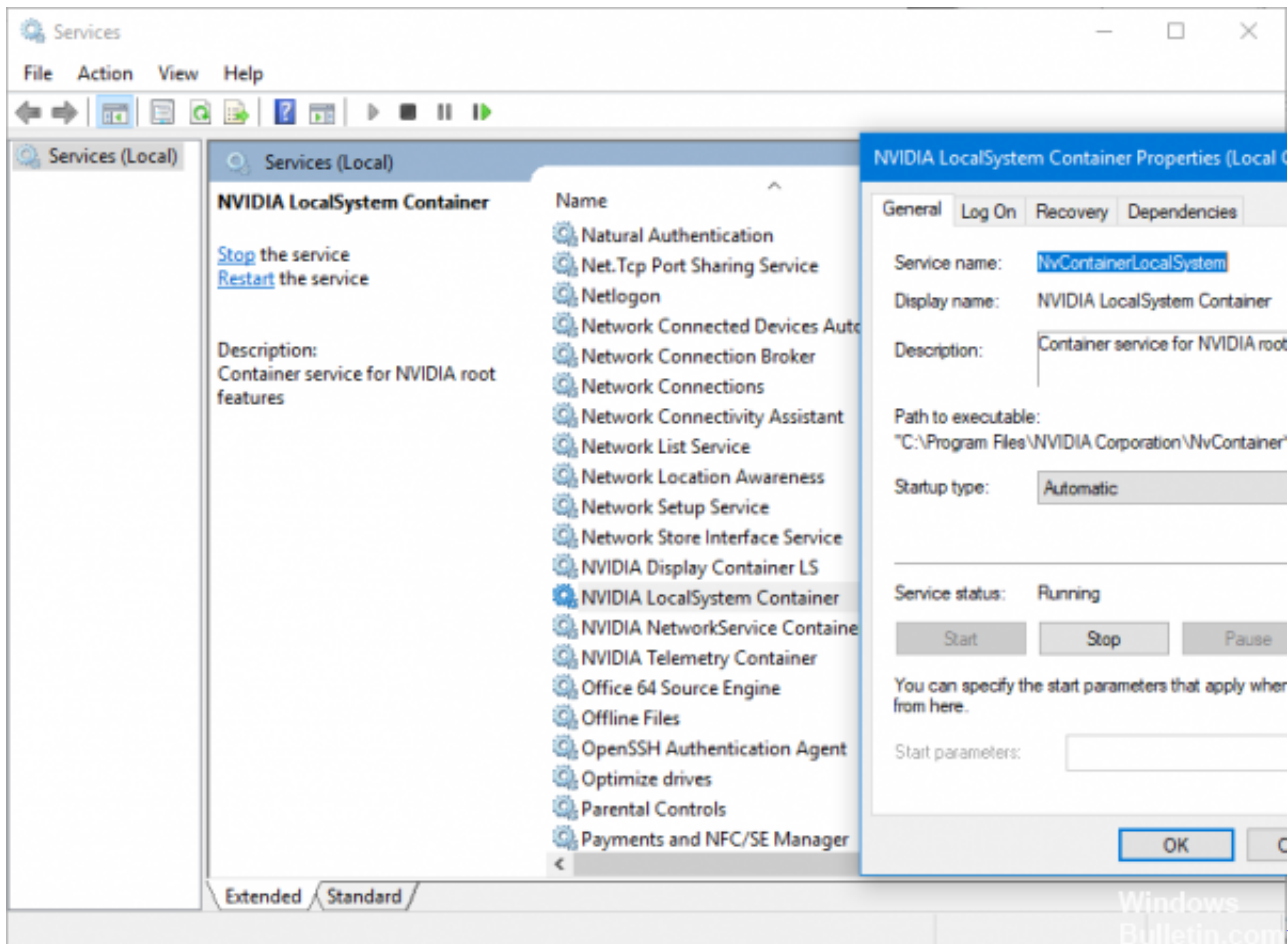 Services
File Action View Help
Services (Local)
Services (Local)
NVIDIA LocalSystem Container
Stop the service
Restart the service
Description:
Container service for NVIDIA root
features
Name
Natural Authentication
Net.Tcp Port Sharing Service
Netlogon
Network Connected Devices Auto
Network Connection Broker
Network Connections
Network Connectivity Assistant
Network List Service
Network Location Awareness
Network Setup Service
Network Store Interface Service
NVIDIA Display Container LS
NVIDIA LocalSystem Container
NVIDIA NetworkService Containe
NVIDIA Telemetry Container
Office 64 Source Engine
Offline Files
OpenSSH Authentication Agent
Optimize drives
Parental Controls
Payments and NFC/SE Manager
Extended Standard
NVIDIA LocalSystem Container Properties (Local C
General Log On Recovery Dependencies
Service name: NvContainerLocalSystem
Display name: NVIDIA LocalSystem Container
Description: Container service for NVIDIA root
Path to executable:
"C:\Program Files\NVIDIA Corporation\NvContainer\
Startup type: Automatic
Service status: Running
Start Stop Pause
You can specify the start parameters that apply when
from here.
Start parameters:
OK C
Windows
Bulletin.com